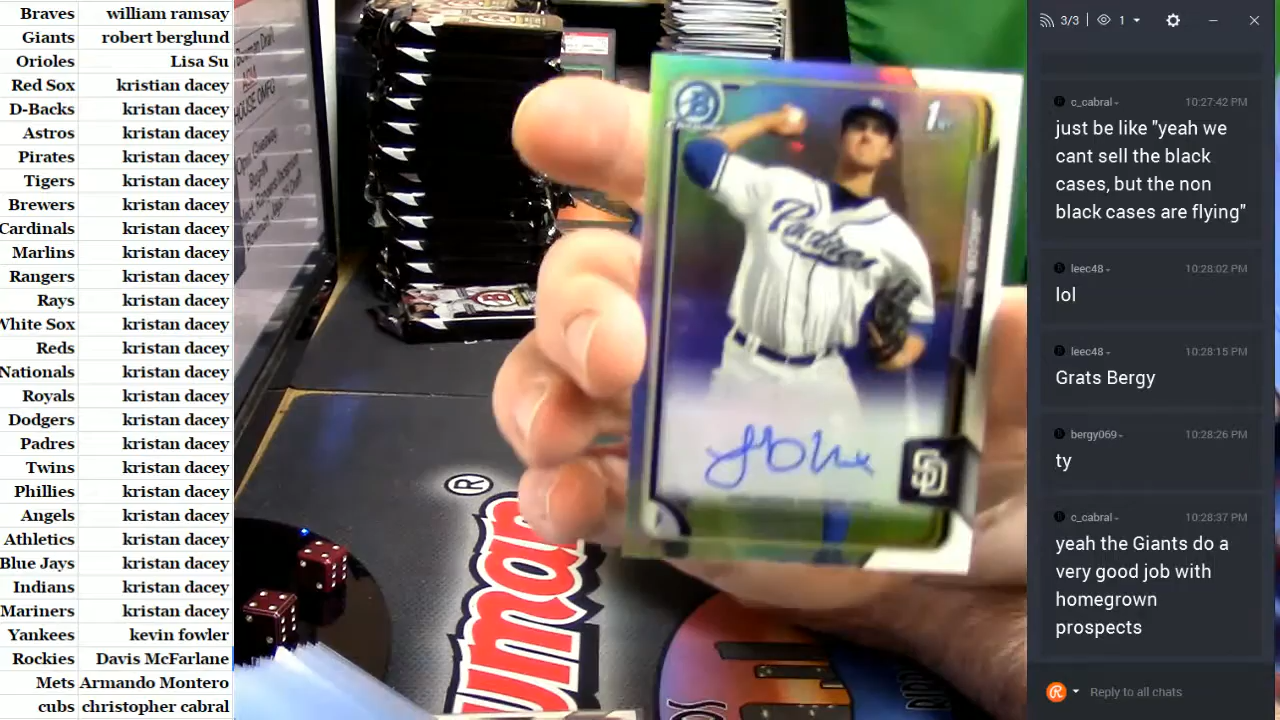 Braves william ramsay
Giants robert berglund
Orioles Lisa Su
Red Sox kristian dacey
D-Backs kristan dacey
Astros kristan dacey
Pirates kristan dacey
Tigers kristan dacey
Brewers kristan dacey
Cardinals kristan dacey
Marlins kristan dacey
Rangers kristan dacey
Rays kristan dacey
White Sox kristan dacey
Reds kristan dacey
Nationals kristan dacey
Royals kristan dacey
Dodgers kristan dacey
Padres kristan dacey
Twins kristan dacey
Phillies kristan dacey
Angels kristan dacey
Athletics kristan dacey
Blue Jays kristan dacey
Indians kristan dacey
Mariners kristan dacey
Yankees kevin fowler
Rockies Davis McFarlane
Mets Armando Montero
cubs christopher cabral
HOUSE OMFG
B
1st
Padres
SD
®
3/3 1
c_cabral 10:27:42 PM
just be like "yeah we
cant sell the black
cases, but the non
black cases are flying"
leec48 10:28:02 PM
lol
leec48 10:28:15 PM
Grats Bergy
bergy069 10:28:26 PM
ty
c_cabral 10:28:37 PM
yeah the Giants do a
very good job with
homegrown
prospects
Reply to all chats